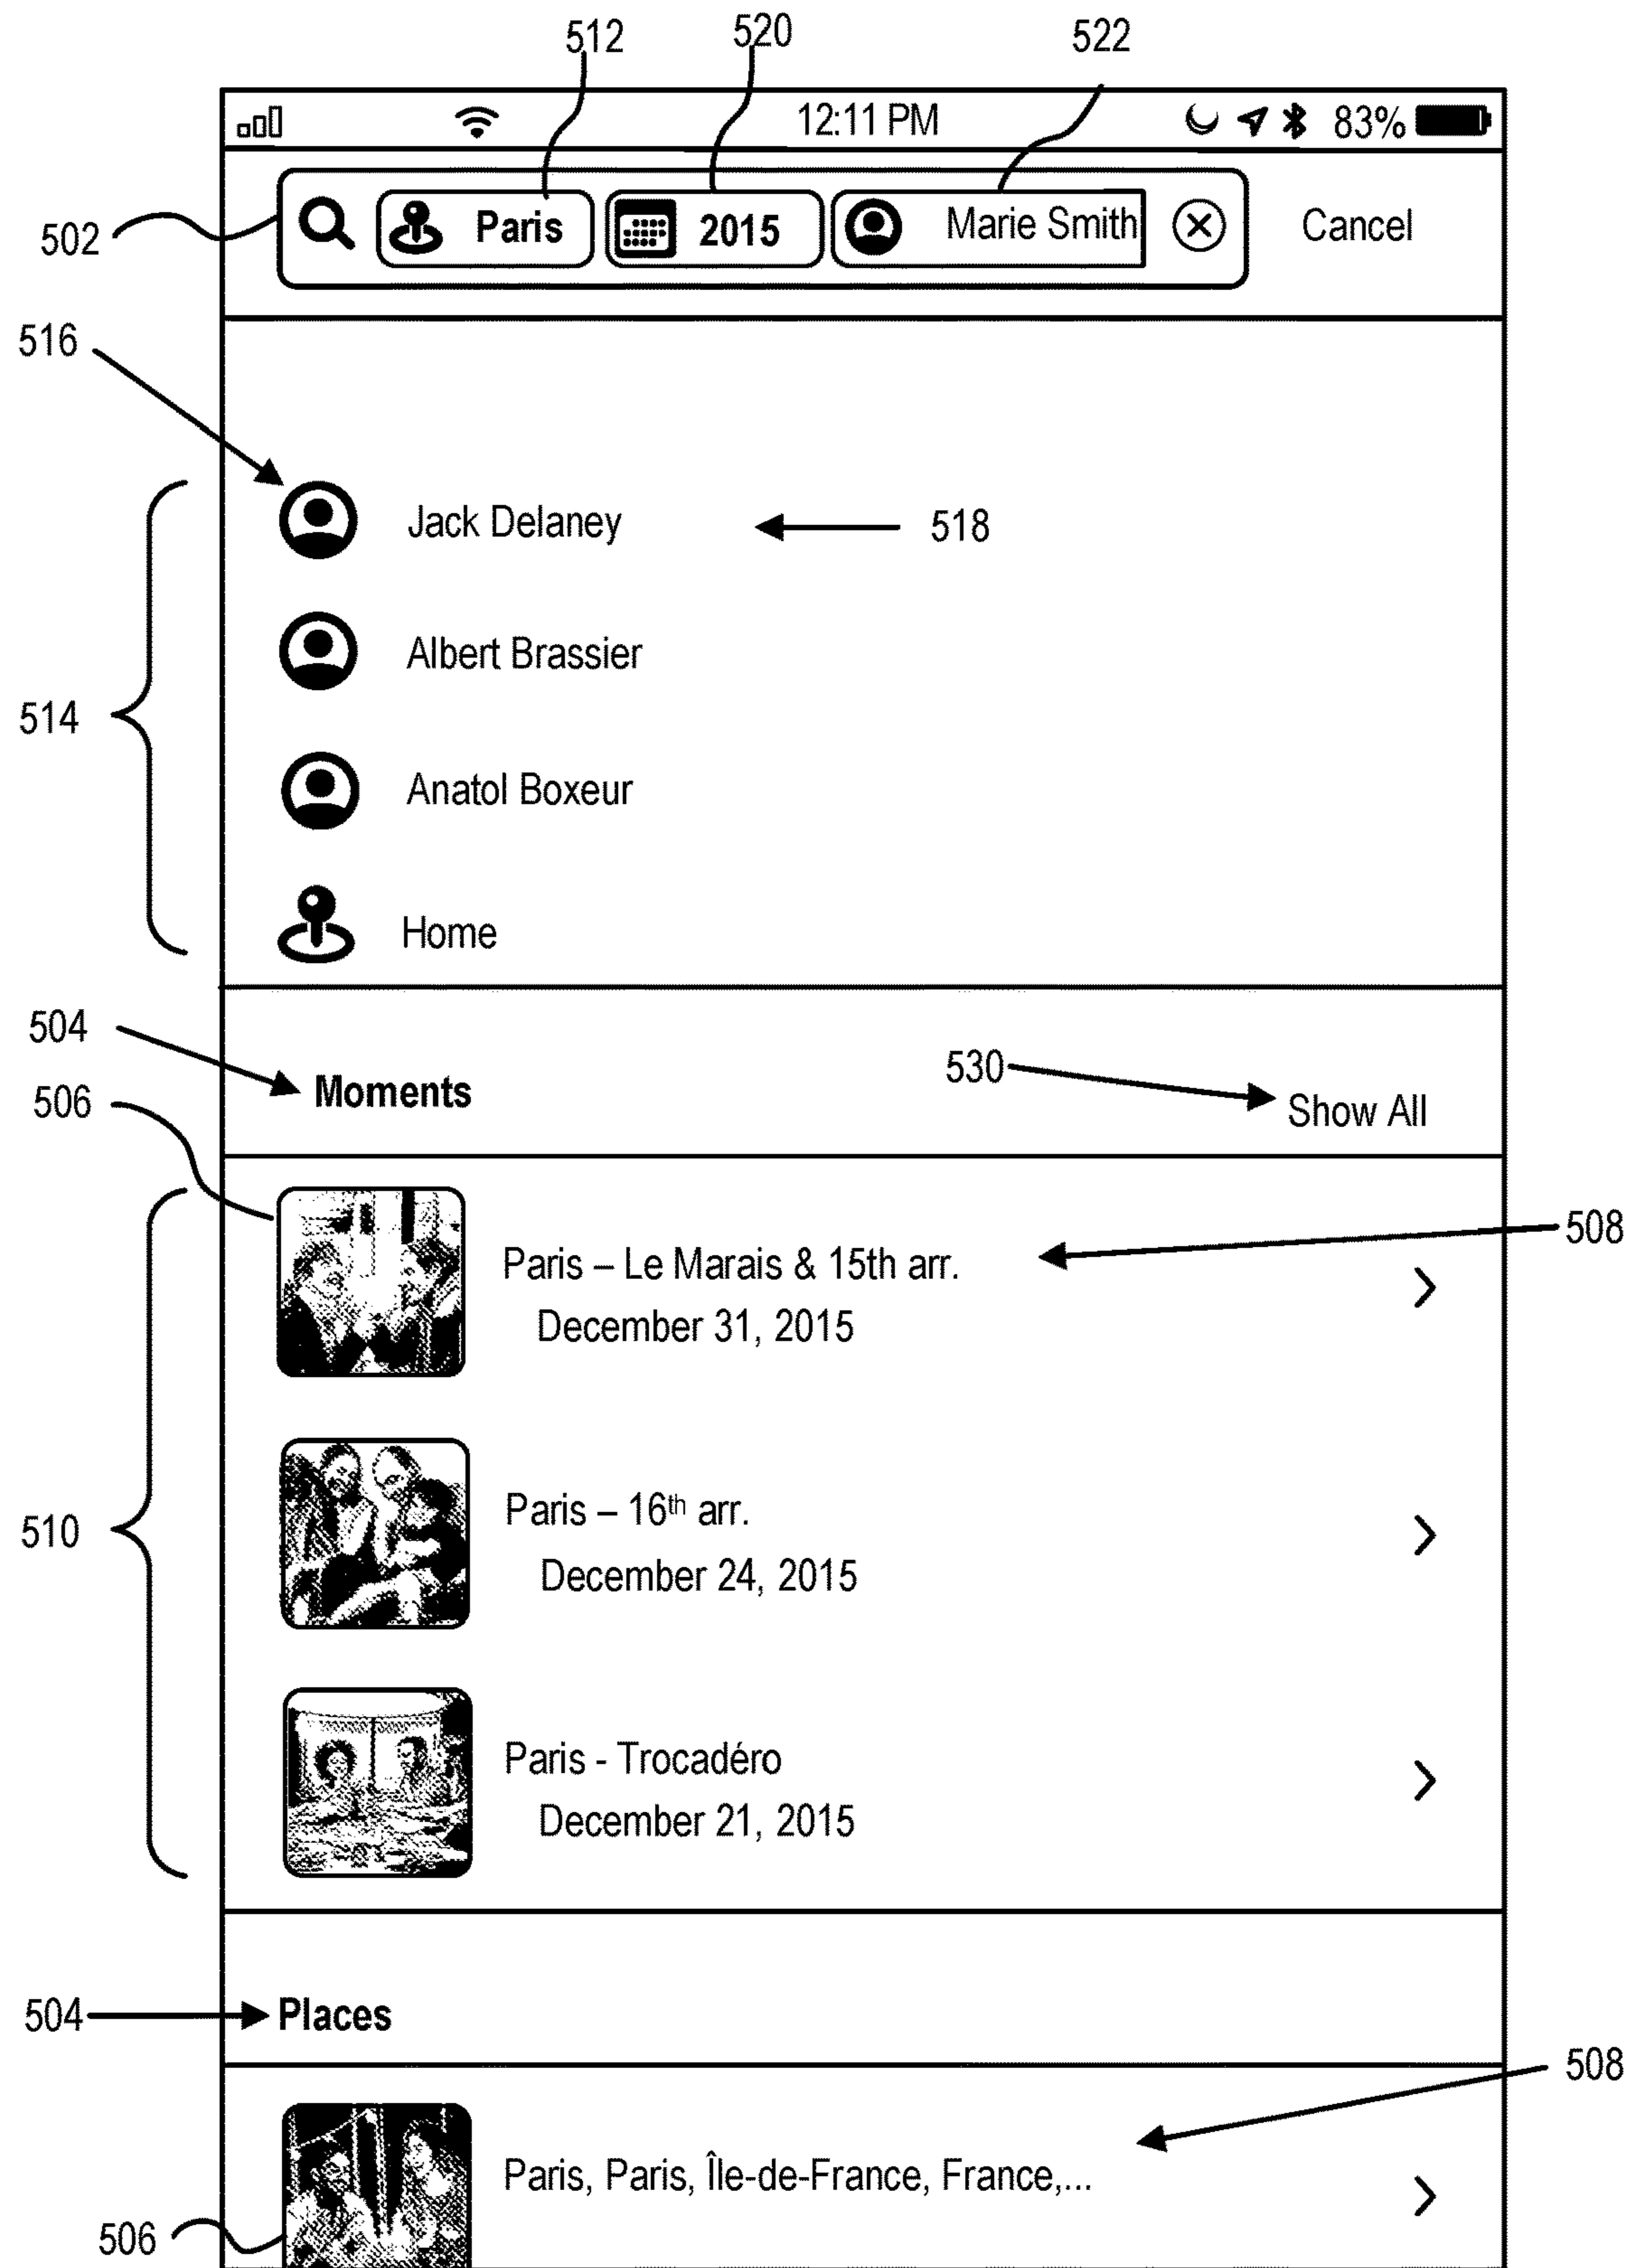 512 520 522
12:11 PM 83%
502 Paris 2015 Marie Smith Cancel
516
Jack Delaney 518
Albert Brassier
514
Anatol Boxeur
Home
504
530
506 Moments Show All
508
Paris – Le Marais & 15th arr.
December 31, 2015
510 Paris – 16th arr.
December 24, 2015
Paris - Trocadéro
December 21, 2015
504 Places
508
Paris, Paris, Île-de-France, France,...
506